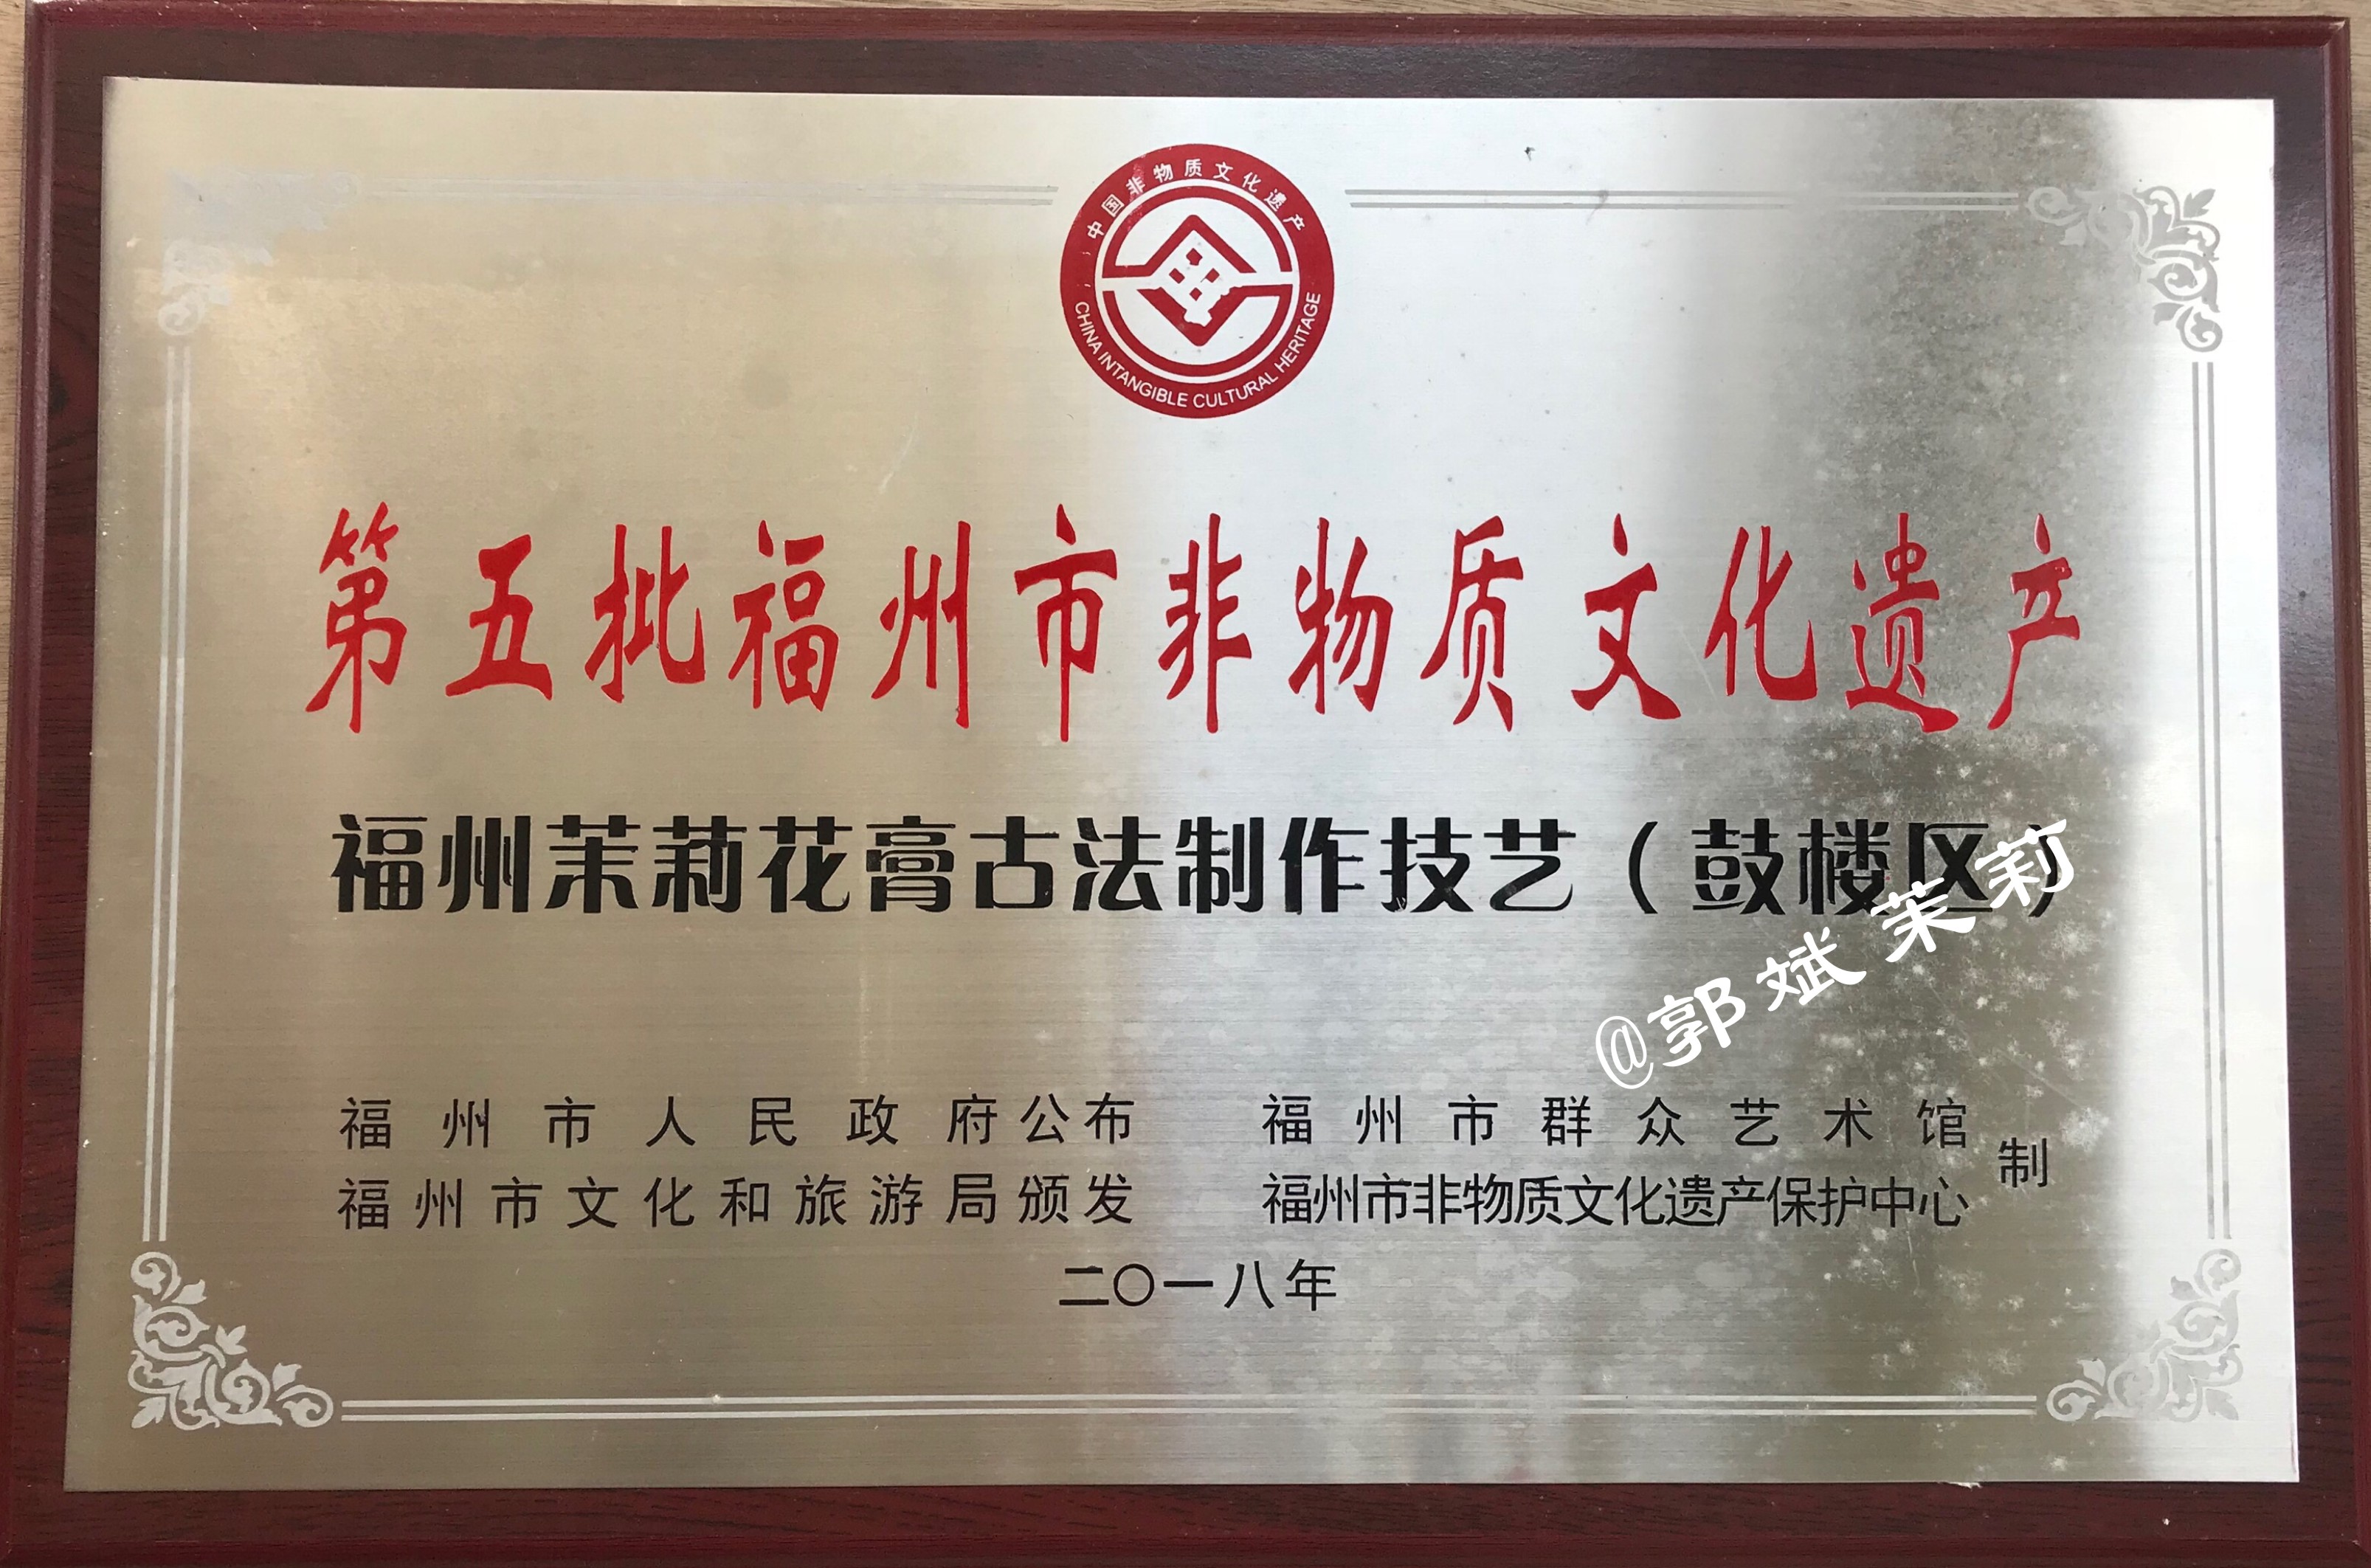 中国非物质文化遗产
CHINA INTANGIBLE CULTURAL HERITAGE
第五批福州市非物质文化遗产
福州茉莉花膏古法制作技艺（鼓楼区）
@郭斌茉莉
福州市人民政府公布
福州市文化和旅游局颁发
福州市群众艺术馆
福州市非物质文化遗产保护中心
制
二〇一八年